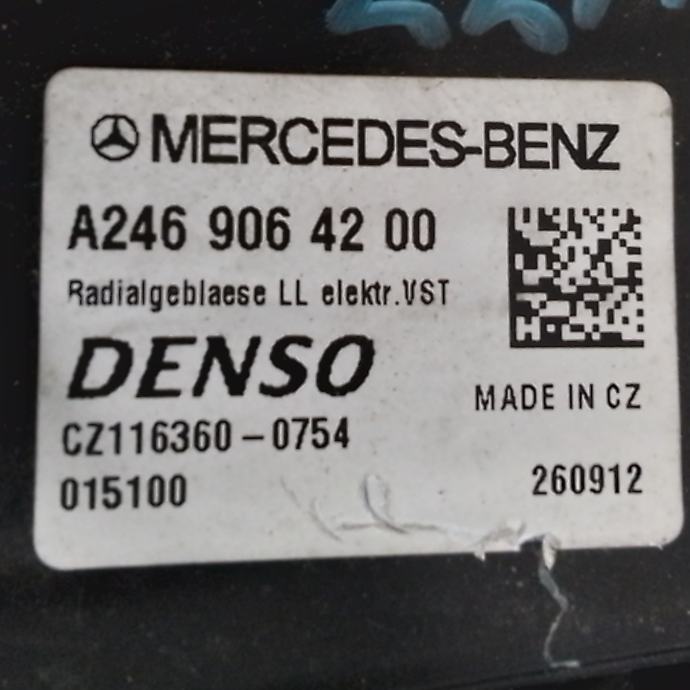 MERCEDES-BENZ
A246 906 42 00
Radialgeblaese LL elektr.VST
DENSO
MADE IN CZ
CZ116360-0754
015100
260912